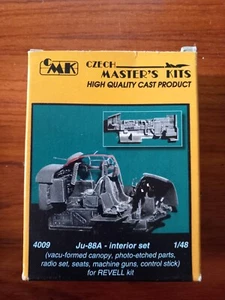 CMK
CZECH
MASTER'S KITS
HIGH QUALITY CAST PRODUCT
4009 Ju-88A - interior set 1/48
(vacu-formed canopy, photo-etched parts,
radio set, seats, machine guns, control stick)
for REVELL kit